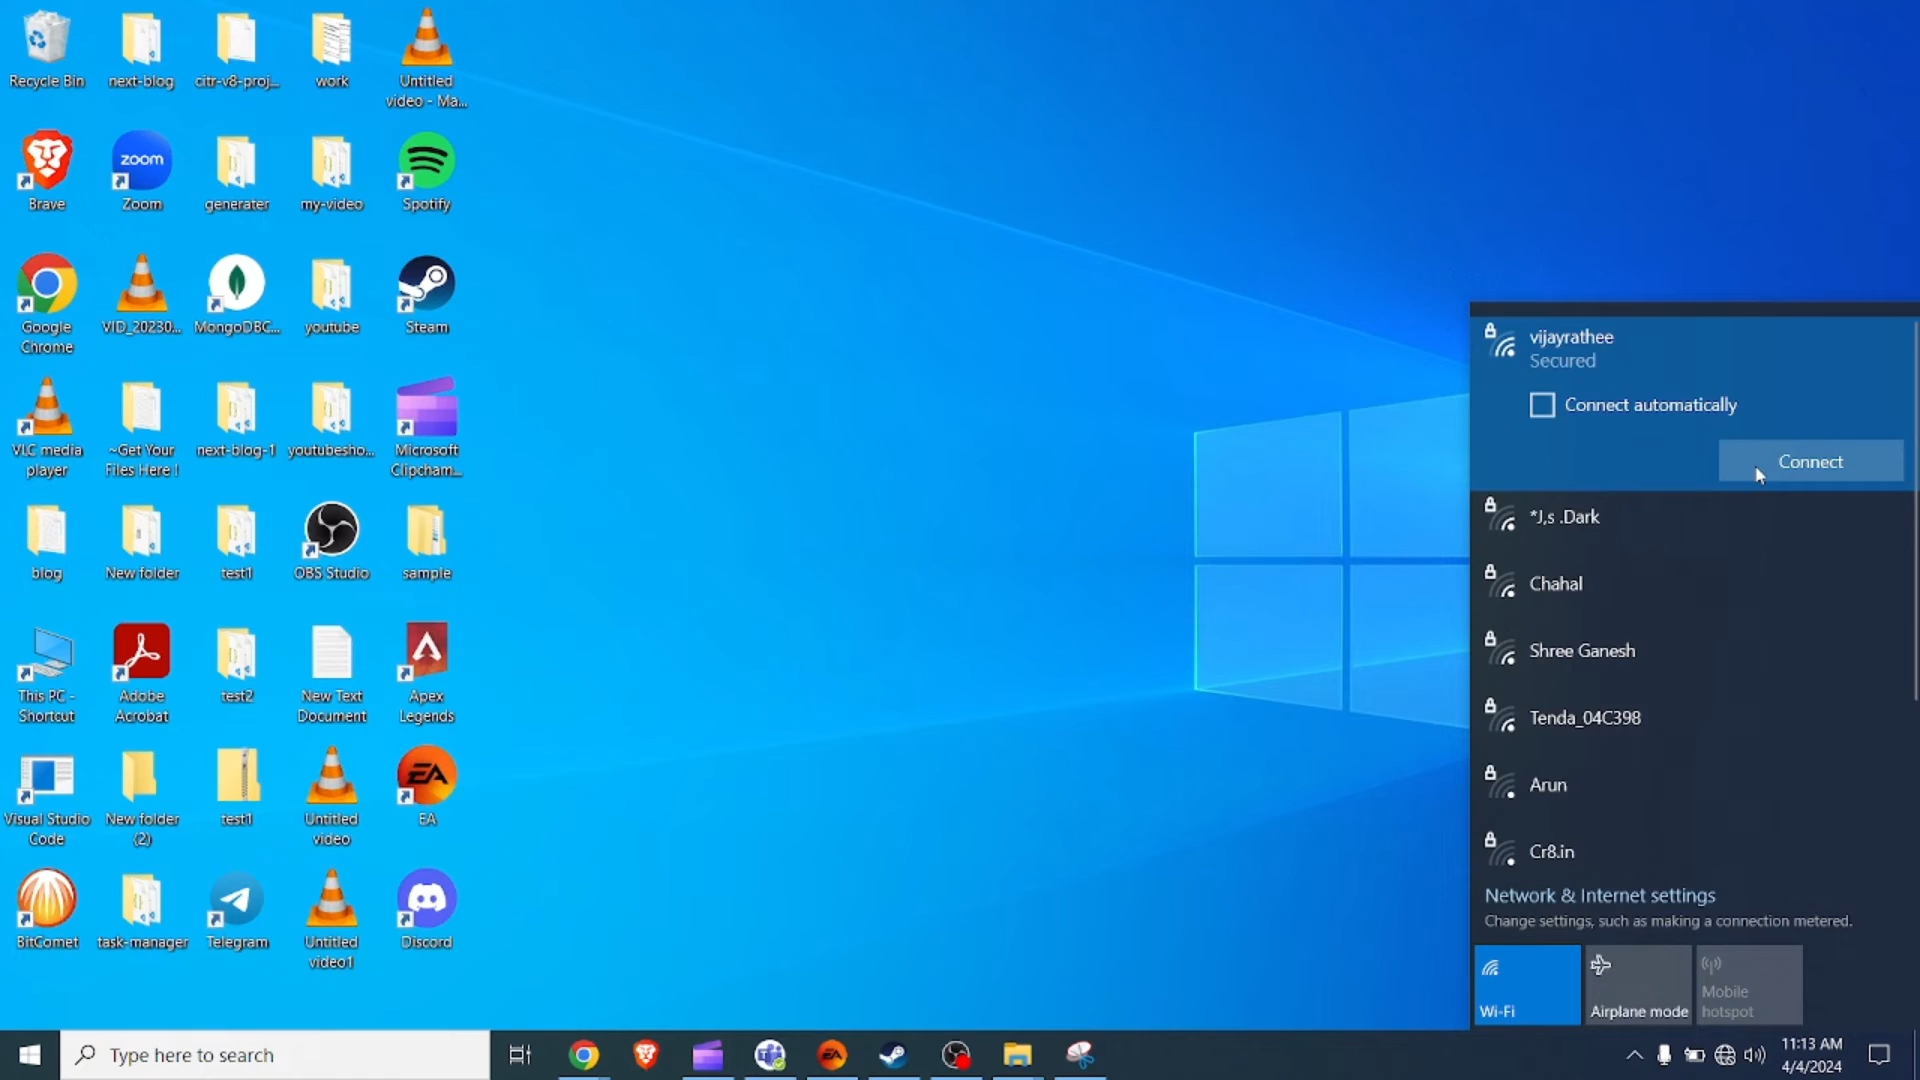 Recycle Bin
next-blog
citr-v8-proj...
work
Untitled
video - Ma...
Brave
zoom
Zoom
generater
my-video
Spotify
Google
Chrome
VID_20230...
MongoDBC...
youtube
Steam
VLC media
player
~Get Your
Files Here !
next-blog-1
youtubesho...
Microsoft
Clipcham...
blog
New folder
test1
OBS Studio
sample
This PC -
Shortcut
Adobe
Acrobat
test2
New Text
Document
Apex
Legends
Visual Studio
Code
New folder
(2)
test1
Untitled
video
EA
EA
BitComet
task-manager
Telegram
Untitled
video1
Discord
vijayrathee
Secured
Connect automatically
Connect
*J,s .Dark
Chahal
Shree Ganesh
Tenda_04C398
Arun
Cr8.in
Network & Internet settings
Change settings, such as making a connection metered.
Wi-Fi
Airplane mode
Mobile
hotspot
Type here to search
11:13 AM
4/4/2024